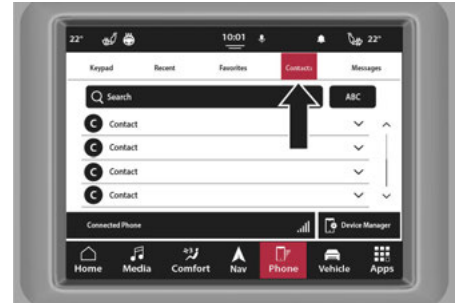 22° 10:01 22°
Keypad Recent Favorites Contacts Messages
Search ABC
C Contact
C Contact
C Contact
C Contact
Connected Phone Device Manager
Home Media Comfort Nav Phone Vehicle Apps